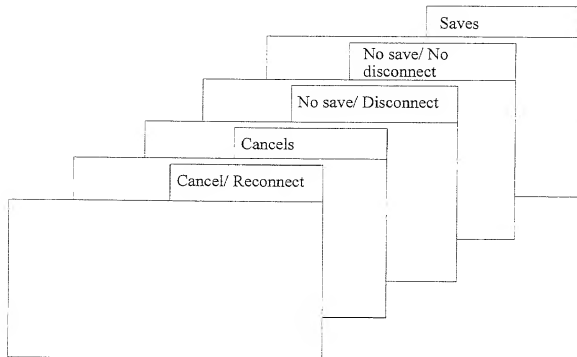 Saves
No save/ No
disconnect
No save/ Disconnect
Cancels
Cancel/ Reconnect